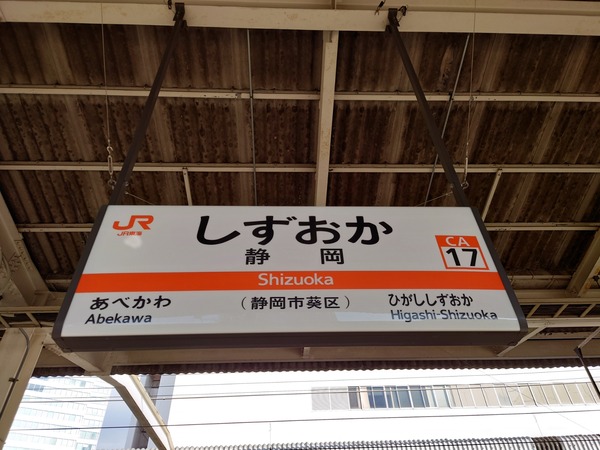 JR
JR東海
しずおか
静岡
CA
17
Shizuoka
あべかわ
（静岡市葵区）
ひがししずおか
Abekawa
Higashi-Shizuoka